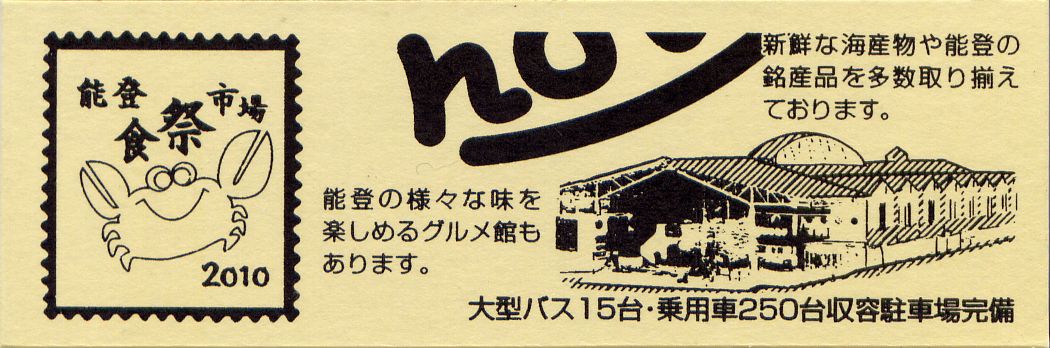 能登
食祭
市場
2010
no
新鮮な海産物や能登の
銘産品を多数取り揃え
ております。
能登の様々な味を
楽しめるグルメ館も
あります。
大型バス15台・乗用車250台収容駐車場完備